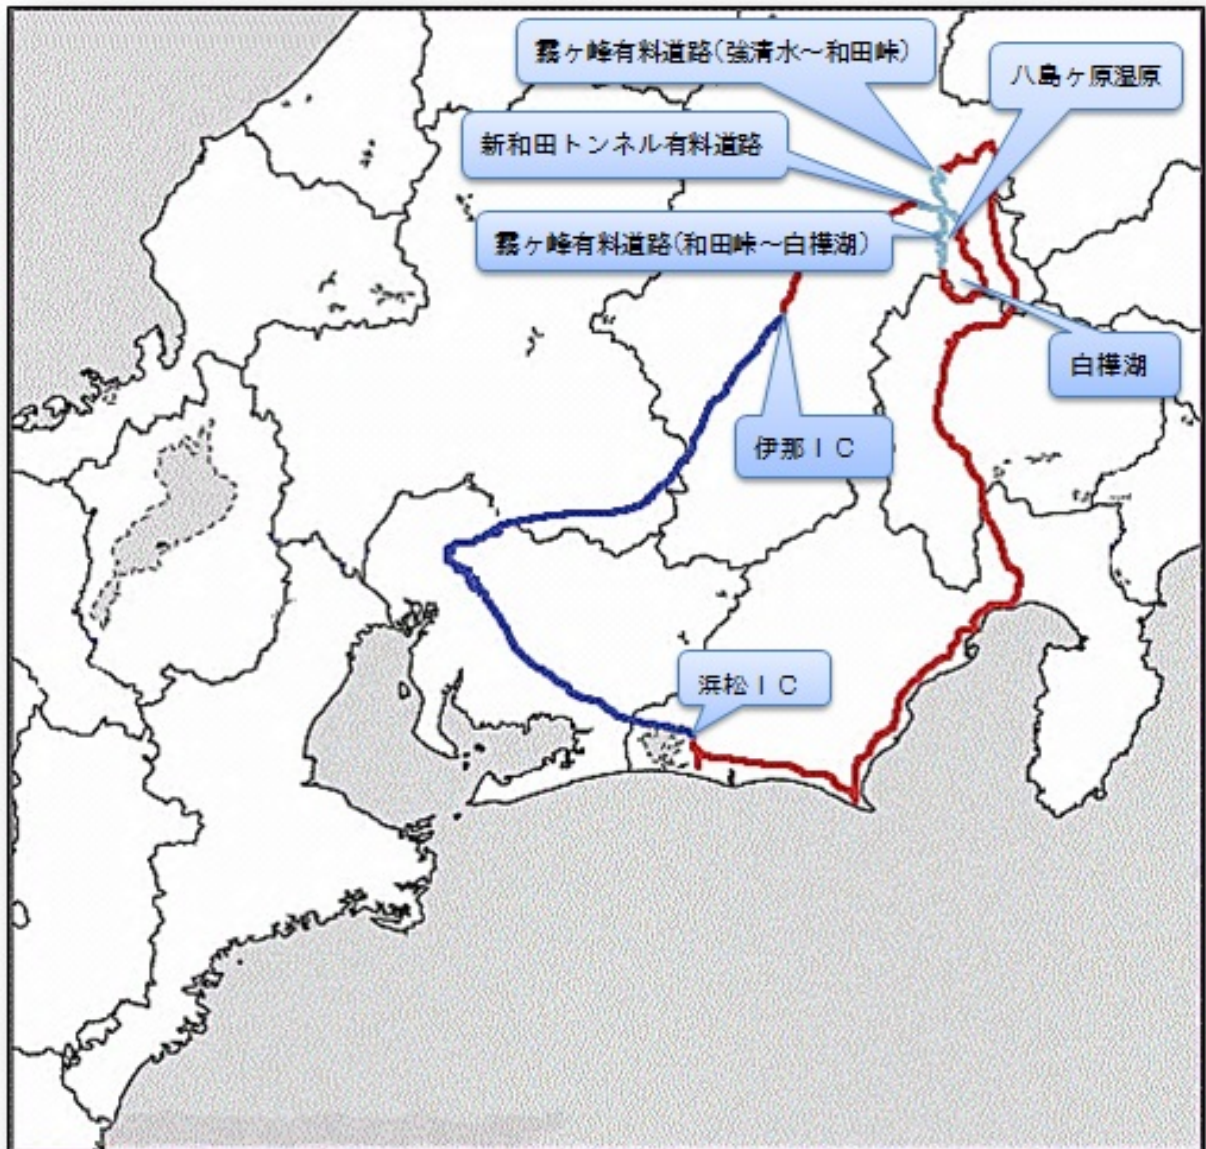 霧ヶ峰有料道路(強清水～和田峠)
八島ヶ原湿原
新和田トンネル有料道路
霧ヶ峰有料道路(和田峠～白樺湖)
白樺湖
伊那ＩＣ
浜松ＩＣ